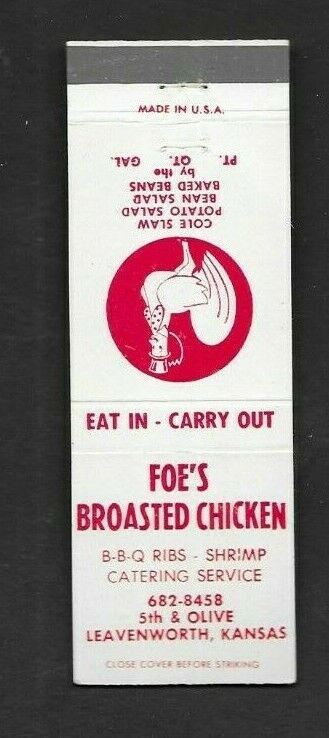 MADE IN U.S.A.
COLE SLAW
POTATO SALAD
BEAN SALAD
BAKED BEANS
by the
PT. QT. GAL.
EAT IN - CARRY OUT
FOE'S
BROASTED CHICKEN
B-B-Q RIBS - SHRIMP
CATERING SERVICE
682-8458
5th & OLIVE
LEAVENWORTH, KANSAS
CLOSE COVER BEFORE STRIKING